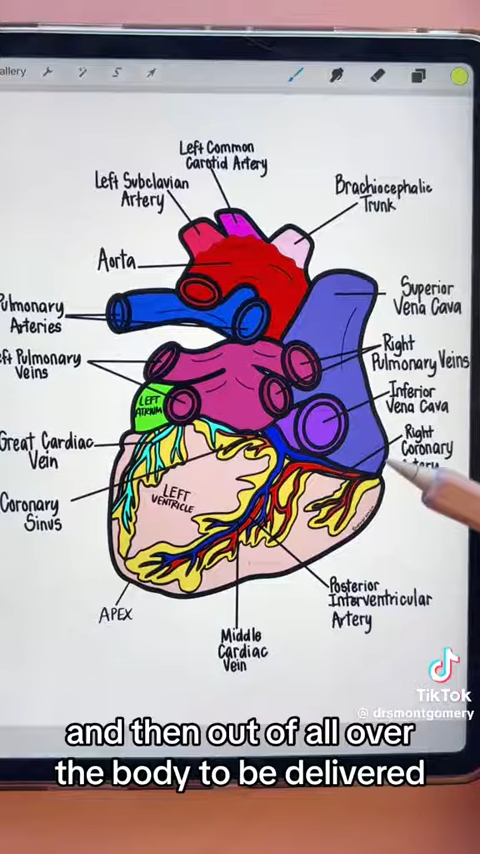 allery
Left Common
Carotid Artery
Left Subclavian
Artery
Brachiocephalic
Trunk
Aorta
Superior
Vena Cava
Pulmonary
Arteries
Right
Pulmonary Veins
eft Pulmonary
Veins
Inferior
Vena Cava
LEFT
ATRIUM
Great Cardiac
Vein
Right
Coronary
LEFT
VENTRICLE
Coronary
Sinus
Posterior
Interventricular
Artery
APEX
Middle
Cardiac
Vein
TikTok
@ drsmontgomery
and then out of all over
the body to be delivered